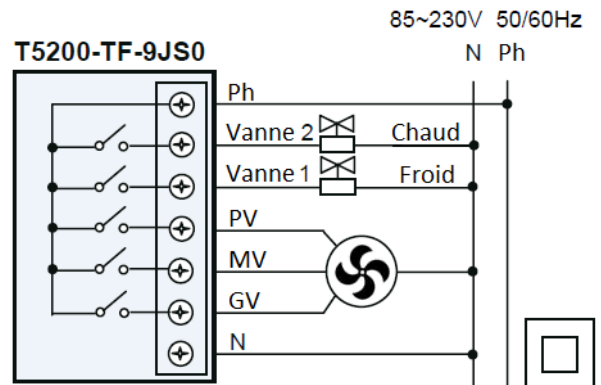 85~230V 50/60Hz
T5200-TF-9JS0
N Ph
Ph
Vanne 2 Chaud
Vanne 1 Froid
PV
MV
GV
N